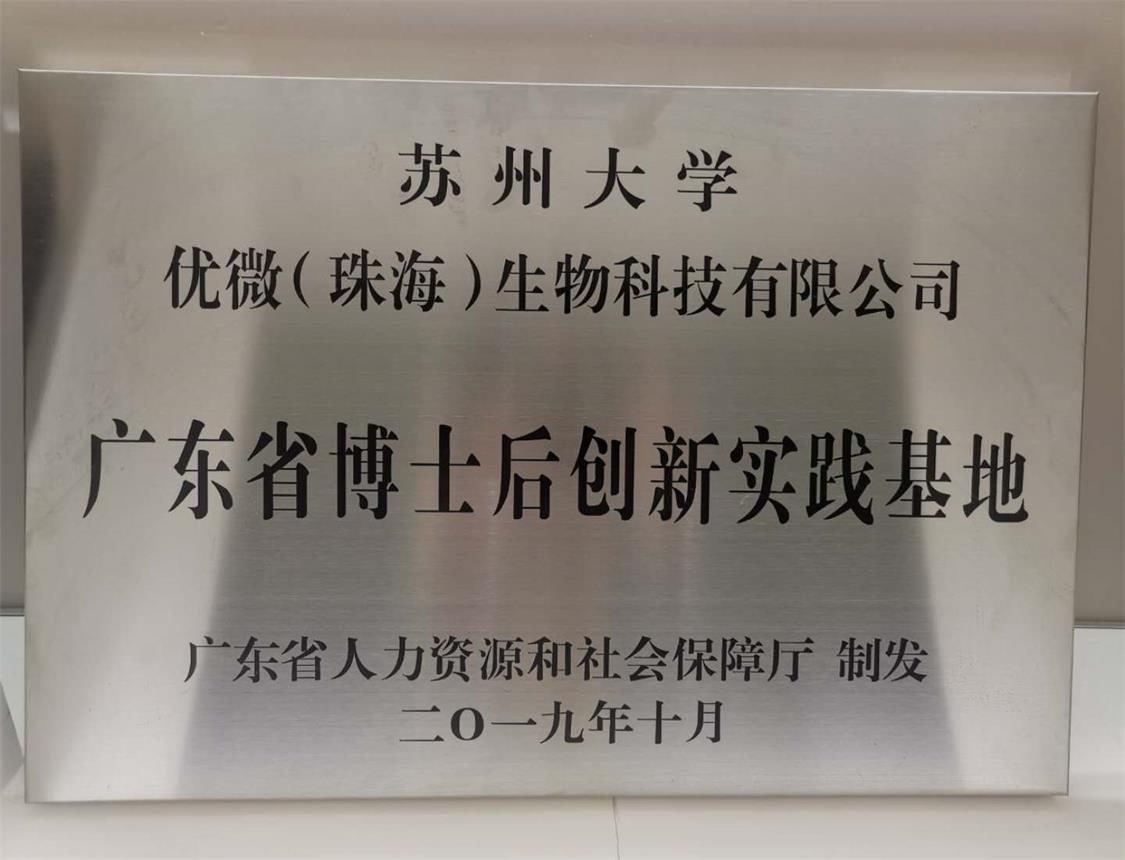 苏州大学
优微(珠海)生物科技有限公司
广东省博士后创新实践基地
广东省人力资源和社会保障厅 制发
二O一九年十月